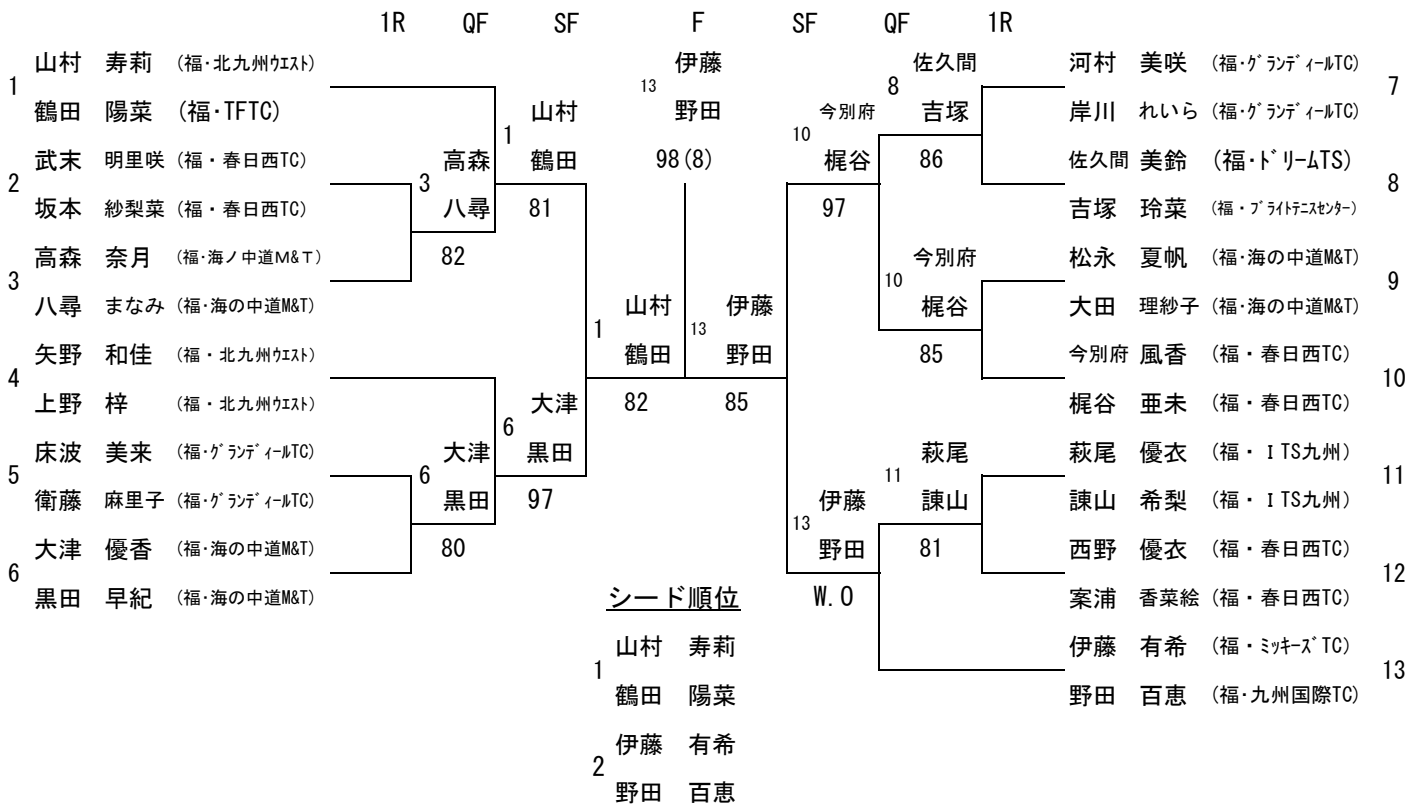 1R QF SF F SF QF 1R
1
山村 寿莉 (福・北九州ｳｴｽﾄ)
鶴田 陽菜 (福・TFTC)
2
武末 明里咲 (福・春日西TC)
坂本 紗梨菜 (福・春日西TC)
3
高森 奈月 (福・海ノ中道M&T)
八尋 まなみ (福・海の中道M&T)
4
矢野 和佳 (福・北九州ｳｴｽﾄ)
上野 梓 (福・北九州ｳｴｽﾄ)
5
床波 美来 (福・ｸﾞﾗﾝﾃﾞｨｰﾙTC)
衛藤 麻里子 (福・ｸﾞﾗﾝﾃﾞｨｰﾙTC)
6
大津 優香 (福・海の中道M&T)
黒田 早紀 (福・海の中道M&T)
3
高森
八尋
82
6
大津
黒田
80
1
山村
鶴田
81
6
大津
黒田
97
1
山村
鶴田
82
13
伊藤
野田
98(8)
13
伊藤
野田
85
10
今別府
梶谷
97
13
伊藤
野田
W.O
8
佐久間
吉塚
86
10
今別府
梶谷
85
11
萩尾
諌山
81
河村 美咲 (福・ｸﾞﾗﾝﾃﾞｨｰﾙTC)
岸川 れいら (福・ｸﾞﾗﾝﾃﾞｨｰﾙTC)
7
佐久間 美鈴 (福・ﾄﾞﾘｰﾑTS)
吉塚 玲菜 (福・ﾌﾞﾗｲﾄﾃﾆｽｾﾝﾀｰ)
8
松永 夏帆 (福・海の中道M&T)
大田 理紗子 (福・海の中道M&T)
9
今別府 風香 (福・春日西TC)
梶谷 亜未 (福・春日西TC)
10
萩尾 優衣 (福・ITS九州)
諌山 希梨 (福・ITS九州)
11
西野 優衣 (福・春日西TC)
案浦 香菜絵 (福・春日西TC)
12
伊藤 有希 (福・ﾐｯｷｰｽﾞTC)
野田 百恵 (福・九州国際TC)
13
シード順位
1
山村 寿莉
鶴田 陽菜
2
伊藤 有希
野田 百恵